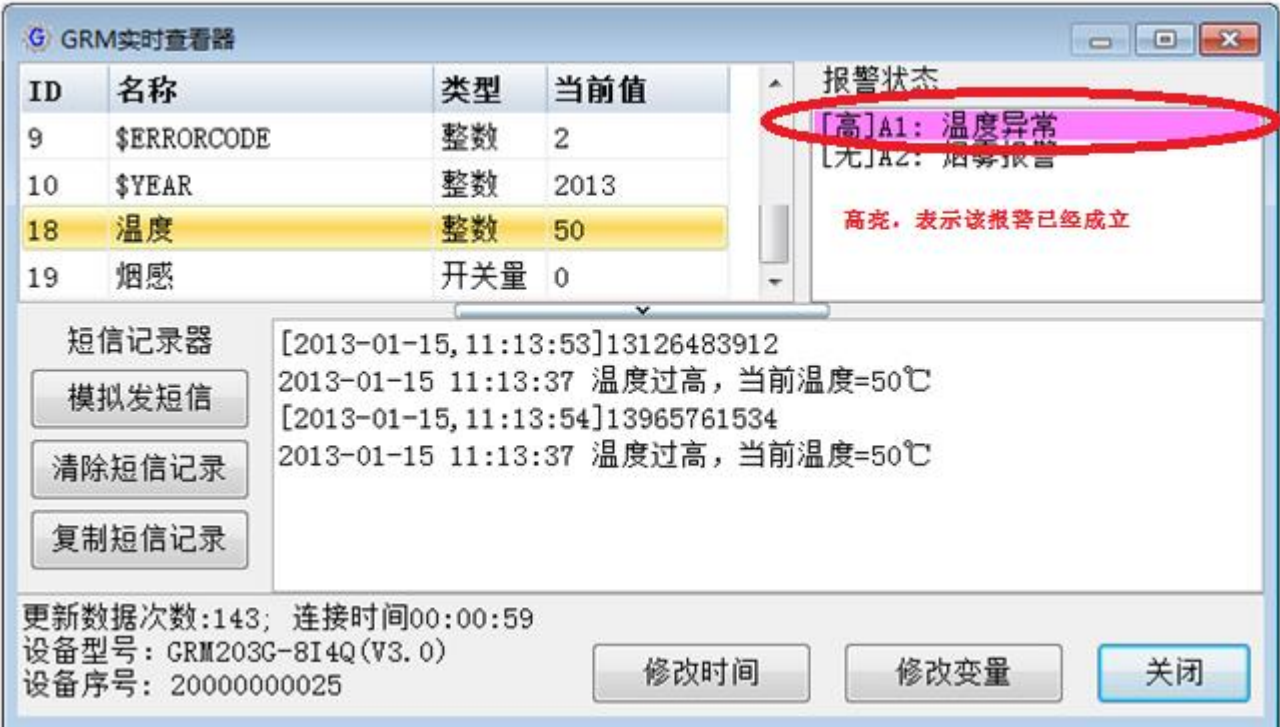 GRM实时查看器
ID 名称 类型 当前值
9 $ERRORCODE 整数 2
10 $YEAR 整数 2013
18 温度 整数 50
19 烟感 开关量 0
报警状态
[高]A1: 温度异常
[无]A2: 烟雾报警
高亮，表示该报警已经成立
短信记录器
模拟发短信
清除短信记录
复制短信记录
[2013-01-15,11:13:53]13126483912
2013-01-15 11:13:37 温度过高，当前温度=50℃
[2013-01-15,11:13:54]13965761534
2013-01-15 11:13:37 温度过高，当前温度=50℃
更新数据次数:143; 连接时间00:00:59
设备型号: GRM203G-8I4Q(V3.0)
设备序号: 20000000025
修改时间
修改变量
关闭